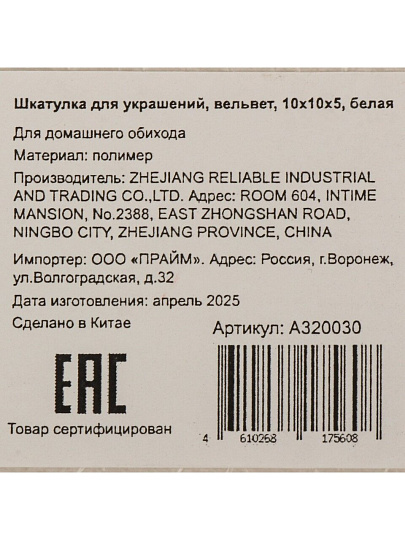 Шкатулка для украшений, вельвет, 10х10х5, белая
Для домашнего обихода
Материал: полимер
Производитель: ZHEJIANG RELIABLE INDUSTRIAL
AND TRADING CO.,LTD. Адрес: ROOM 604, INTIME
MANSION, No.2388, EAST ZHONGSHAN ROAD,
NINGBO CITY, ZHEJIANG PROVINCE, CHINA
Импортер: ООО «ПРАЙМ». Адрес: Россия, г.Воронеж,
ул.Волгоградская, д.32
Дата изготовления: апрель 2025
Сделано в Китае
Артикул: А320030
EAC
Товар сертифицирован
4 610268 175608